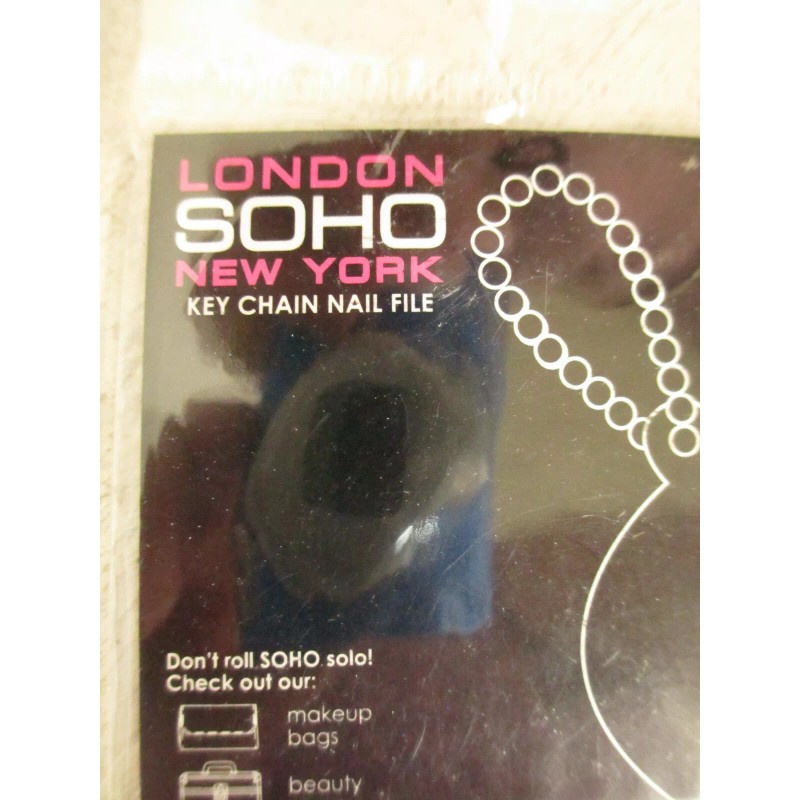 LONDON
SOHO
NEW YORK
KEY CHAIN NAIL FILE
Don't roll SOHO solo!
Check out our:
makeup
bags
beauty